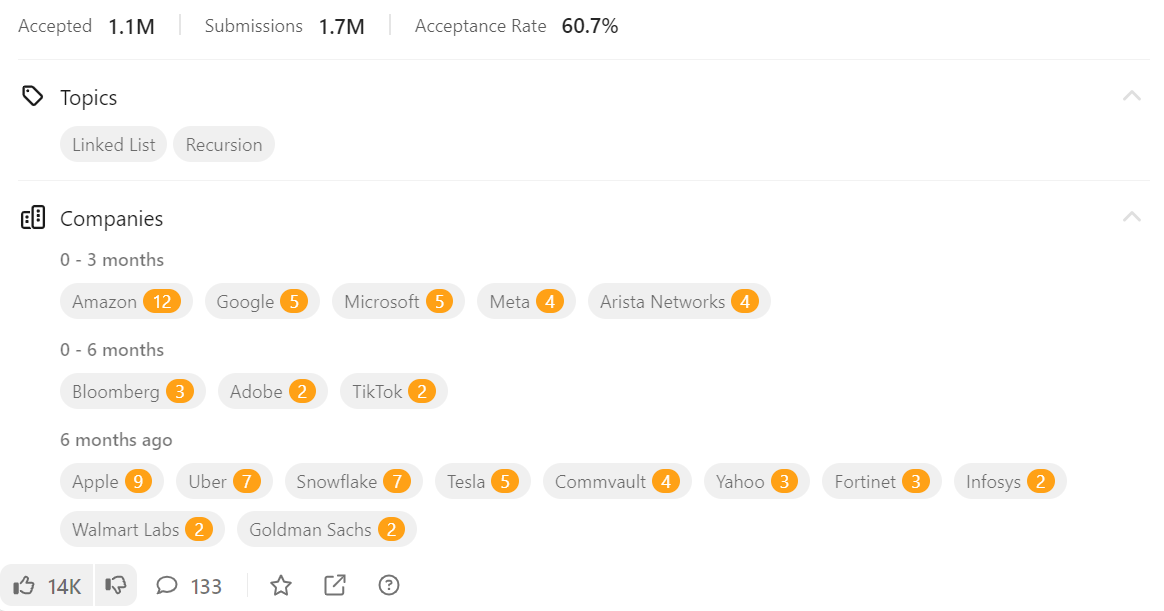 Accepted 1.1M Submissions 1.7M Acceptance Rate 60.7%
Topics
Linked List Recursion
Companies
0 - 3 months
Amazon 12 Google 5 Microsoft 5 Meta 4 Arista Networks 4
0 - 6 months
Bloomberg 3 Adobe 2 TikTok 2
6 months ago
Apple 9 Uber 7 Snowflake 7 Tesla 5 Commvault 4 Yahoo 3 Fortinet 3 Infosys 2
Walmart Labs 2 Goldman Sachs 2
14K 133